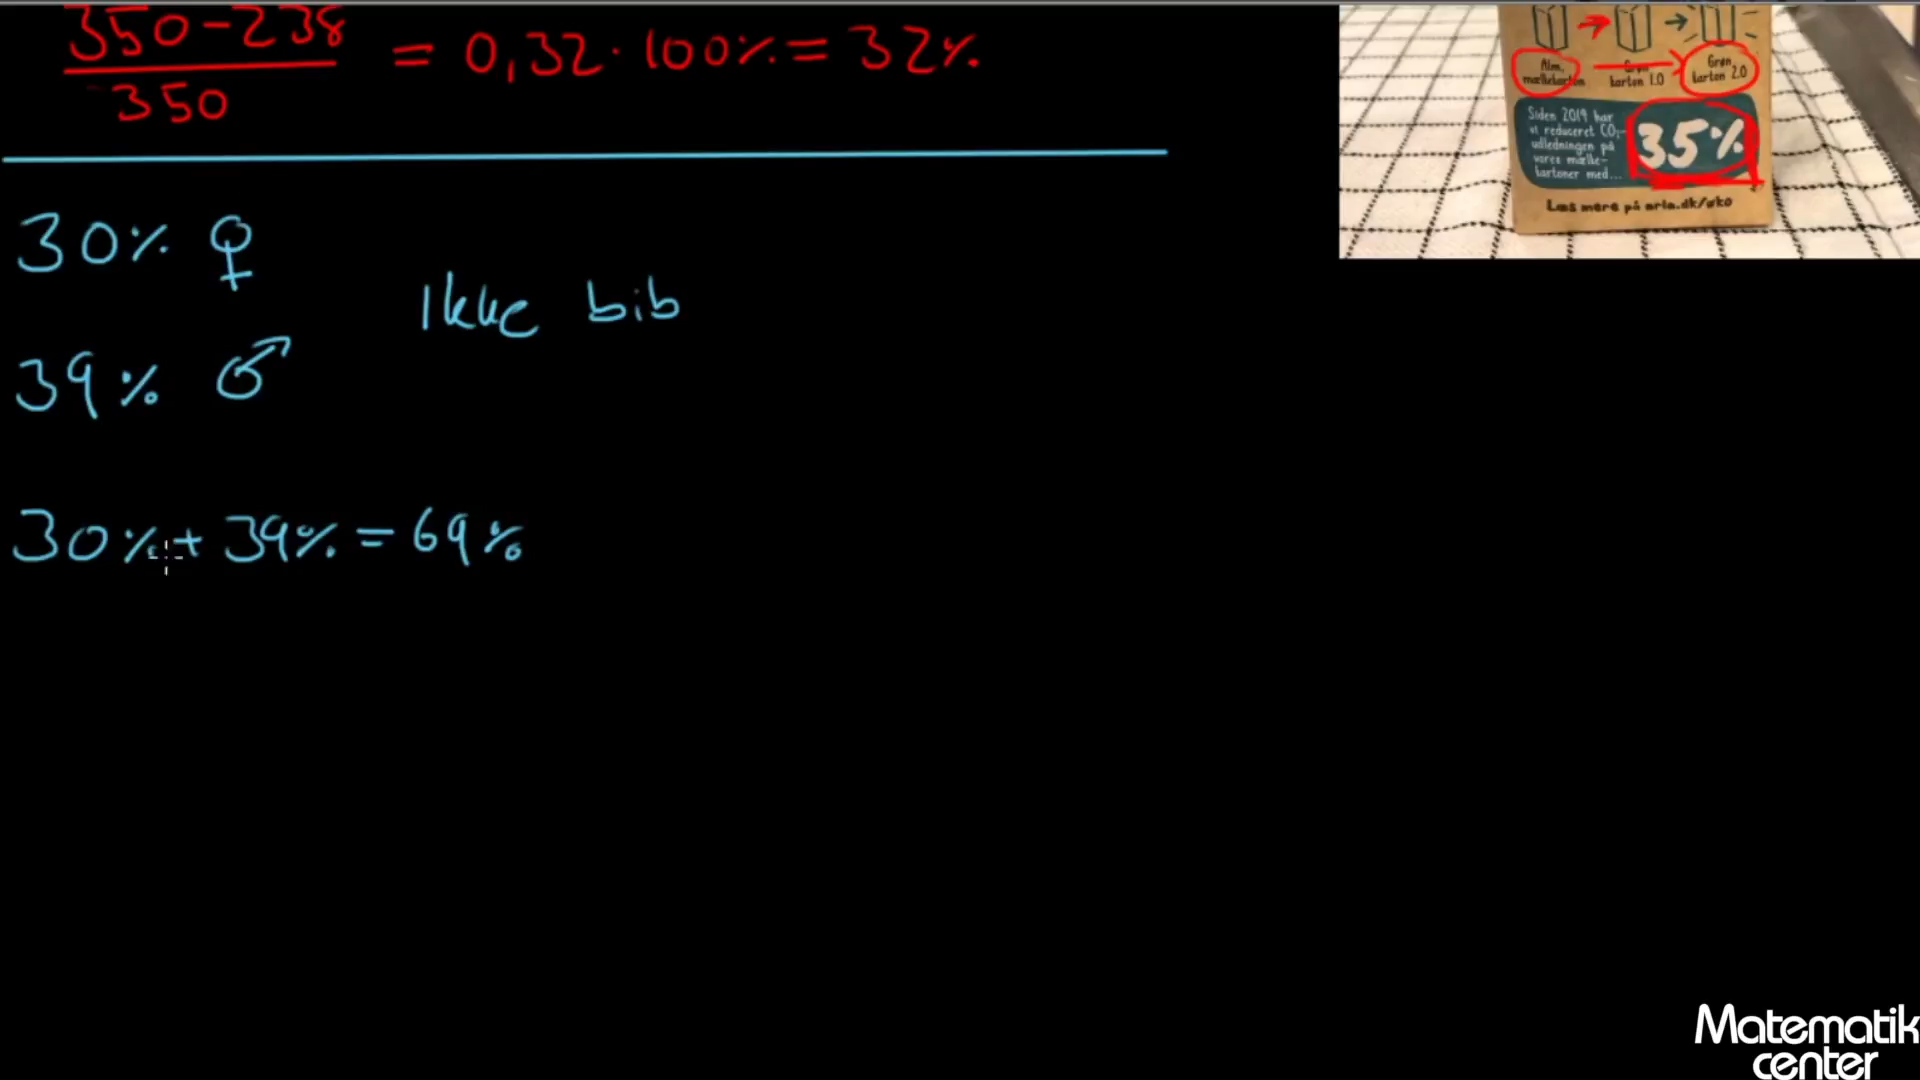 350-238
350
= 0,32 · 100% = 32%
30% ♀
Ikke bib
39% ♂
30% + 39% = 69%
Alm. mælkekarton
Grøn karton 1.0
Grøn karton 2.0
Siden 2019 har
vi reduceret CO₂-
udledningen på
vores mælke-
kartoner med...
35%
Læs mere på arla.dk/øko
Matematik
center